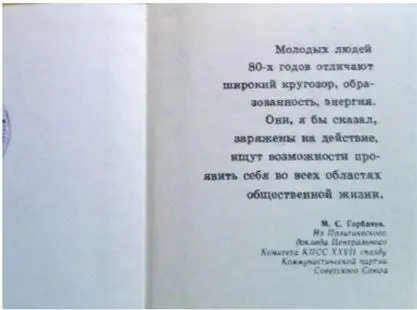 Молодых людей
80-х годов отличают
широкий кругозор, обра-
зованность, энергия.
Они, я бы сказал,
заряжены на действие,
ищут возможности про-
явить себя во всех областях
общественной жизни.
М. С. Горбачев.
Из Политического
доклада Центрального
Комитета КПСС XXVII съезду
Коммунистической партии
Советского Союза